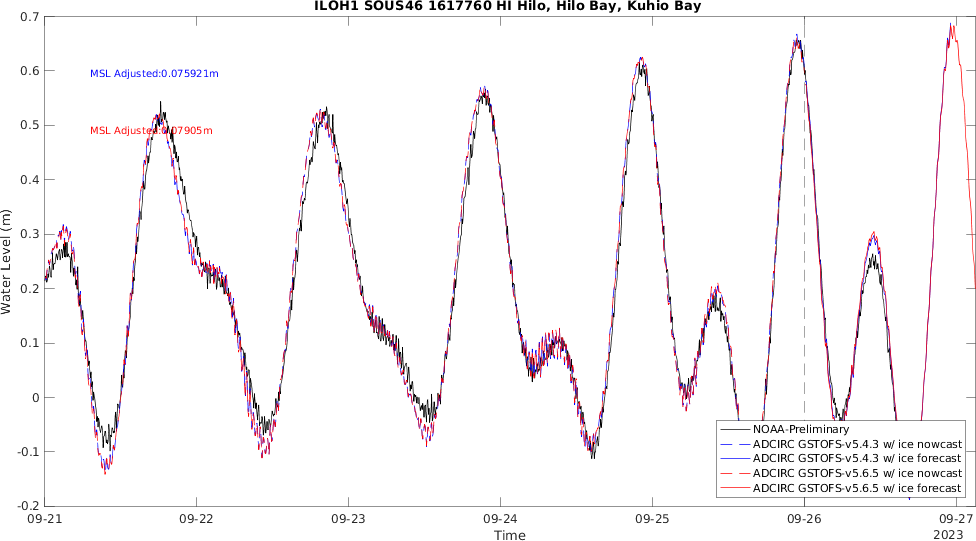 ILOH1 SOUS46 1617760 HI Hilo, Hilo Bay, Kuhio Bay
0.7
0.6
0.5
0.4
0.3
0.2
0.1
0
-0.1
-0.2
Water Level (m)
MSL Adjusted:0.075921m
MSL Adjusted:0.07905m
NOAA-Preliminary
ADCIRC GSTOFS-v5.4.3 w/ ice nowcast
ADCIRC GSTOFS-v5.4.3 w/ ice forecast
ADCIRC GSTOFS-v5.6.5 w/ ice nowcast
ADCIRC GSTOFS-v5.6.5 w/ ice forecast
09-21 09-22 09-23 09-24 09-25 09-26 09-27
Time
2023